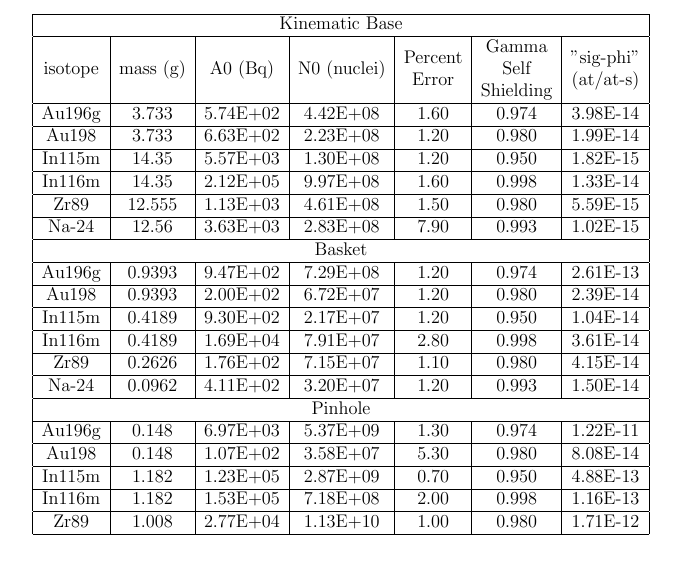 Kinematic Base
isotope mass (g) A0 (Bq) N0 (nuclei) Percent Error Gamma Self Shielding "sig-phi" (at/at-s)
Au196g 3.733 5.74E+02 4.42E+08 1.60 0.974 3.98E-14
Au198 3.733 6.63E+02 2.23E+08 1.20 0.980 1.99E-14
In115m 14.35 5.57E+03 1.30E+08 1.20 0.950 1.82E-15
In116m 14.35 2.12E+05 9.97E+08 1.60 0.998 1.33E-14
Zr89 12.555 1.13E+03 4.61E+08 1.50 0.980 5.59E-15
Na-24 12.56 3.63E+03 2.83E+08 7.90 0.993 1.02E-15
Basket
Au196g 0.9393 9.47E+02 7.29E+08 1.20 0.974 2.61E-13
Au198 0.9393 2.00E+02 6.72E+07 1.20 0.980 2.39E-14
In115m 0.4189 9.30E+02 2.17E+07 1.20 0.950 1.04E-14
In116m 0.4189 1.69E+04 7.91E+07 2.80 0.998 3.61E-14
Zr89 0.2626 1.76E+02 7.15E+07 1.10 0.980 4.15E-14
Na-24 0.0962 4.11E+02 3.20E+07 1.20 0.993 1.50E-14
Pinhole
Au196g 0.148 6.97E+03 5.37E+09 1.30 0.974 1.22E-11
Au198 0.148 1.07E+02 3.58E+07 5.30 0.980 8.08E-14
In115m 1.182 1.23E+05 2.87E+09 0.70 0.950 4.88E-13
In116m 1.182 1.53E+05 7.18E+08 2.00 0.998 1.16E-13
Zr89 1.008 2.77E+04 1.13E+10 1.00 0.980 1.71E-12